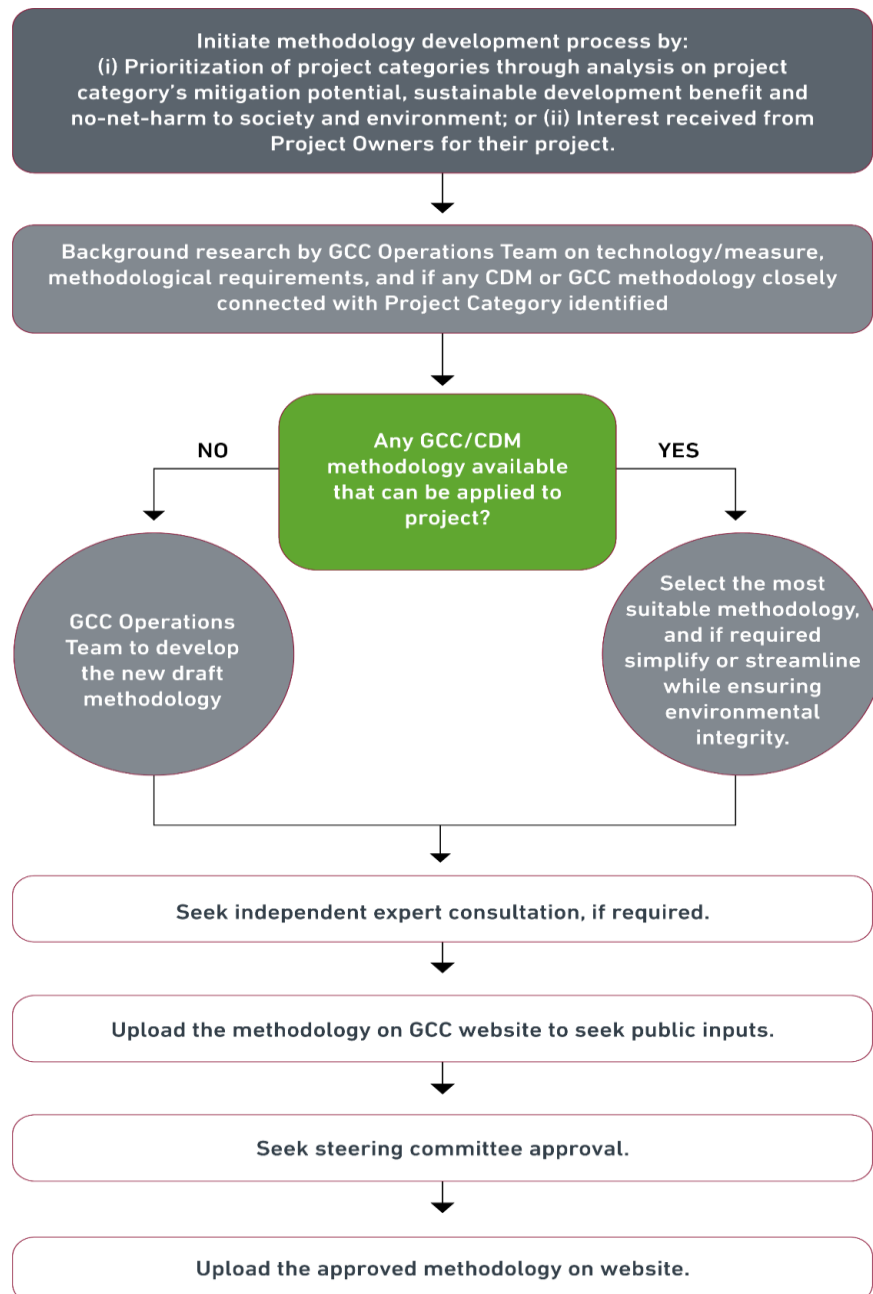 Initiate methodology development process by:
(i) Prioritization of project categories through analysis on project
category's mitigation potential, sustainable development benefit and
no-net-harm to society and environment; or (ii) Interest received from
Project Owners for their project.
Background research by GCC Operations Team on technology/measure,
methodological requirements, and if any CDM or GCC methodology closely
connected with Project Category identified
Any GCC/CDM
methodology available
that can be applied to
project?
NO
YES
GCC Operations
Team to develop
the new draft
methodology
Select the most
suitable methodology,
and if required
simplify or streamline
while ensuring
environmental
integrity.
Seek independent expert consultation, if required.
Upload the methodology on GCC website to seek public inputs.
Seek steering committee approval.
Upload the approved methodology on website.